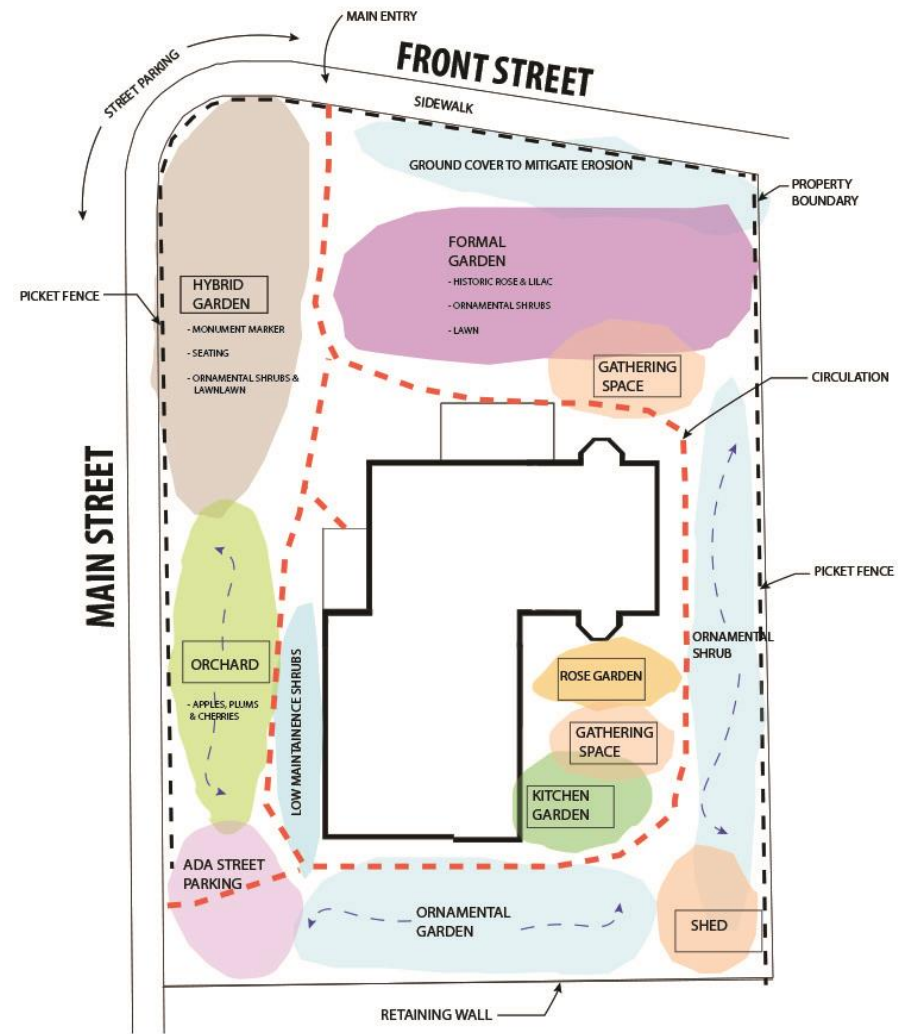 MAIN ENTRY
FRONT STREET
STREET PARKING
SIDEWALK
GROUND COVER TO MITIGATE EROSION
PROPERTY
BOUNDARY
FORMAL
GARDEN
- HISTORIC ROSE & LILAC
- ORNAMENTAL SHRUBS
- LAWN
HYBRID
GARDEN
- MONUMENT MARKER
- SEATING
- ORNAMENTAL SHRUBS &
LAWNLAWN
PICKET FENCE
GATHERING
SPACE
CIRCULATION
MAIN STREET
PICKET FENCE
ORNAMENTAL
SHRUB
ORCHARD
- APPLES, PLUMS
& CHERRIES
LOW MAINTAINENCE SHRUBS
ROSE GARDEN
GATHERING
SPACE
KITCHEN
GARDEN
ADA STREET
PARKING
ORNAMENTAL
GARDEN
SHED
RETAINING WALL